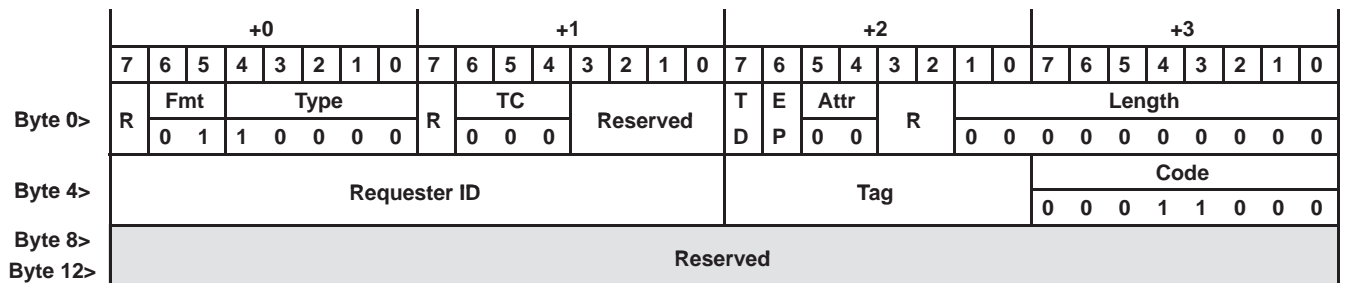 +0 +1 +2 +3
7 6 5 4 3 2 1 0 7 6 5 4 3 2 1 0 7 6 5 4 3 2 1 0 7 6 5 4 3 2 1 0
Byte 0> R Fmt Type R TC Reserved T E Attr R Length
0 1 1 0 0 0 0 0 0 0 D P 0 0 0 0 0 0 0 0 0 0 0 0
Byte 4> Requester ID Tag Code
0 0 0 1 1 0 0 0
Byte 8>
Reserved
Byte 12>